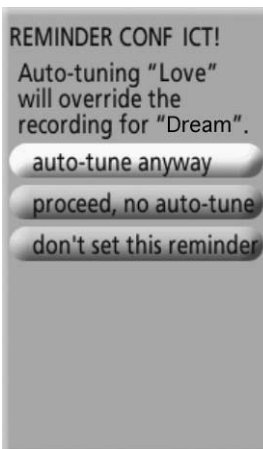 REMINDER CONF ICT!
Auto-tuning “Love”
will override the
recording for “Dream”.
auto-tune anyway
proceed, no auto-tune
don't set this reminder